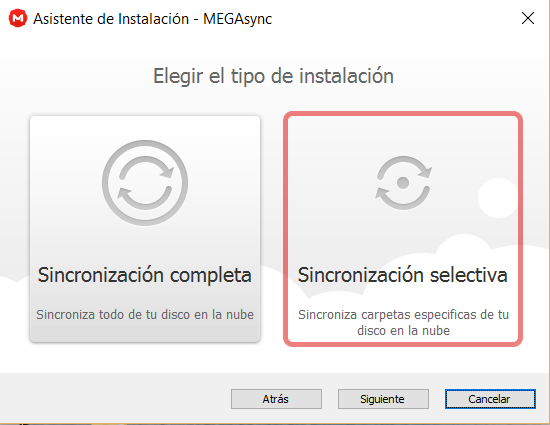 Asistente de Instalación - MEGAsync
Elegir el tipo de instalación
Sincronización completa
Sincroniza todo de tu disco en la nube
Sincronización selectiva
Sincroniza carpetas especificas de tu
disco en la nube
Atrás
Siguiente
Cancelar